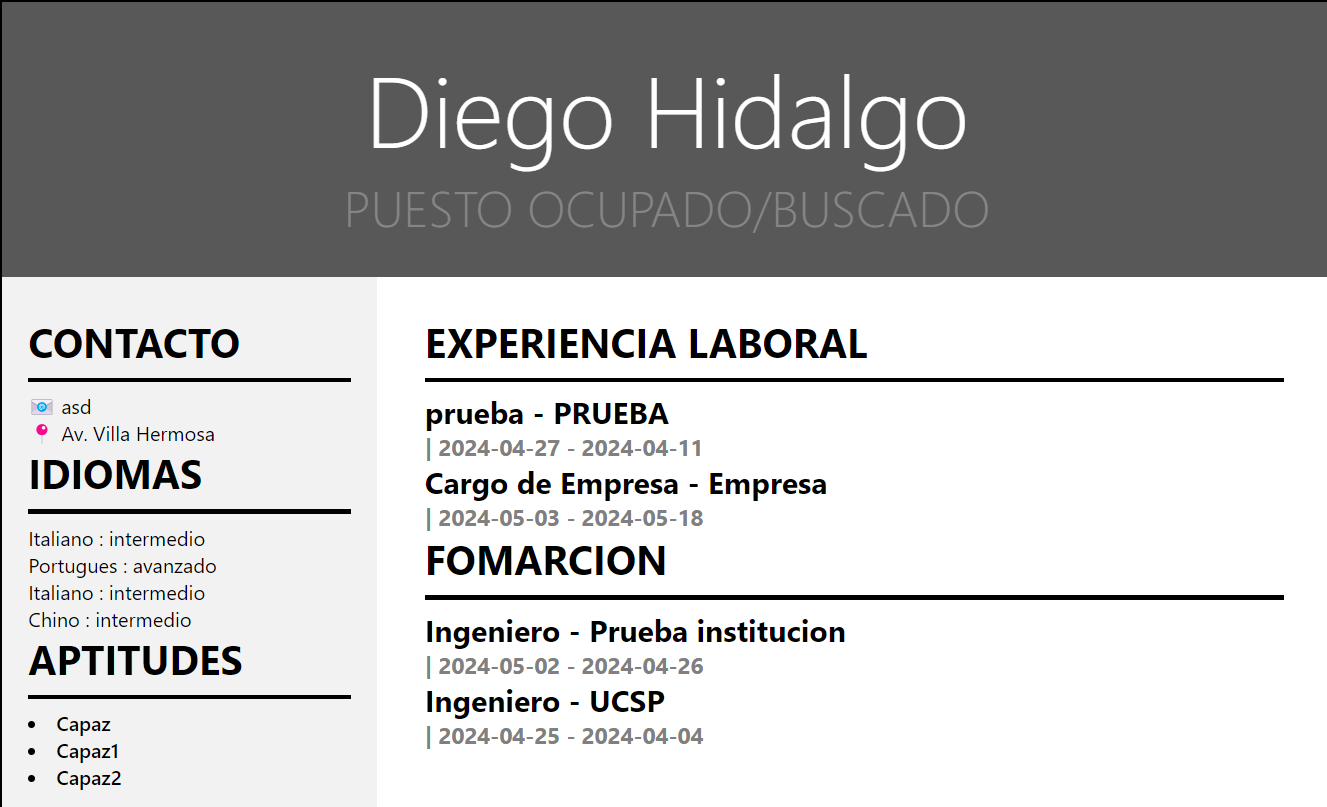 Diego Hidalgo
PUESTO OCUPADO/BUSCADO
CONTACTO
asd
Av. Villa Hermosa
IDIOMAS
Italiano : intermedio
Portugues : avanzado
Italiano : intermedio
Chino : intermedio
APTITUDES
• Capaz
• Capaz1
• Capaz2
EXPERIENCIA LABORAL
prueba - PRUEBA
| 2024-04-27 - 2024-04-11
Cargo de Empresa - Empresa
| 2024-05-03 - 2024-05-18
FOMARCION
Ingeniero - Prueba institucion
| 2024-05-02 - 2024-04-26
Ingeniero - UCSP
| 2024-04-25 - 2024-04-04